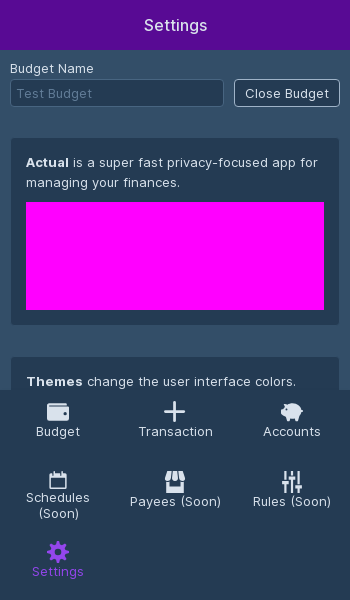 Settings
Budget Name
Test Budget
Close Budget
Actual is a super fast privacy-focused app for
managing your finances.
Themes change the user interface colors.
Budget
Transaction
Accounts
Schedules
(Soon)
Payees (Soon)
Rules (Soon)
Settings